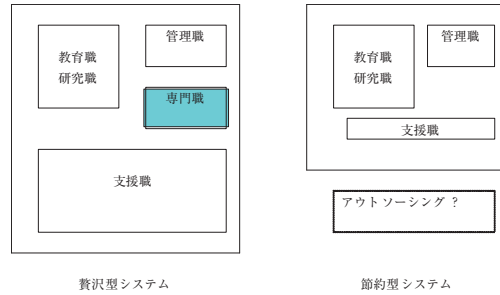 教育職
研究職
管理職
専門職
支援職
贅沢型システム
教育職
研究職
管理職
支援職
アウトソーシング ？
節約型システム